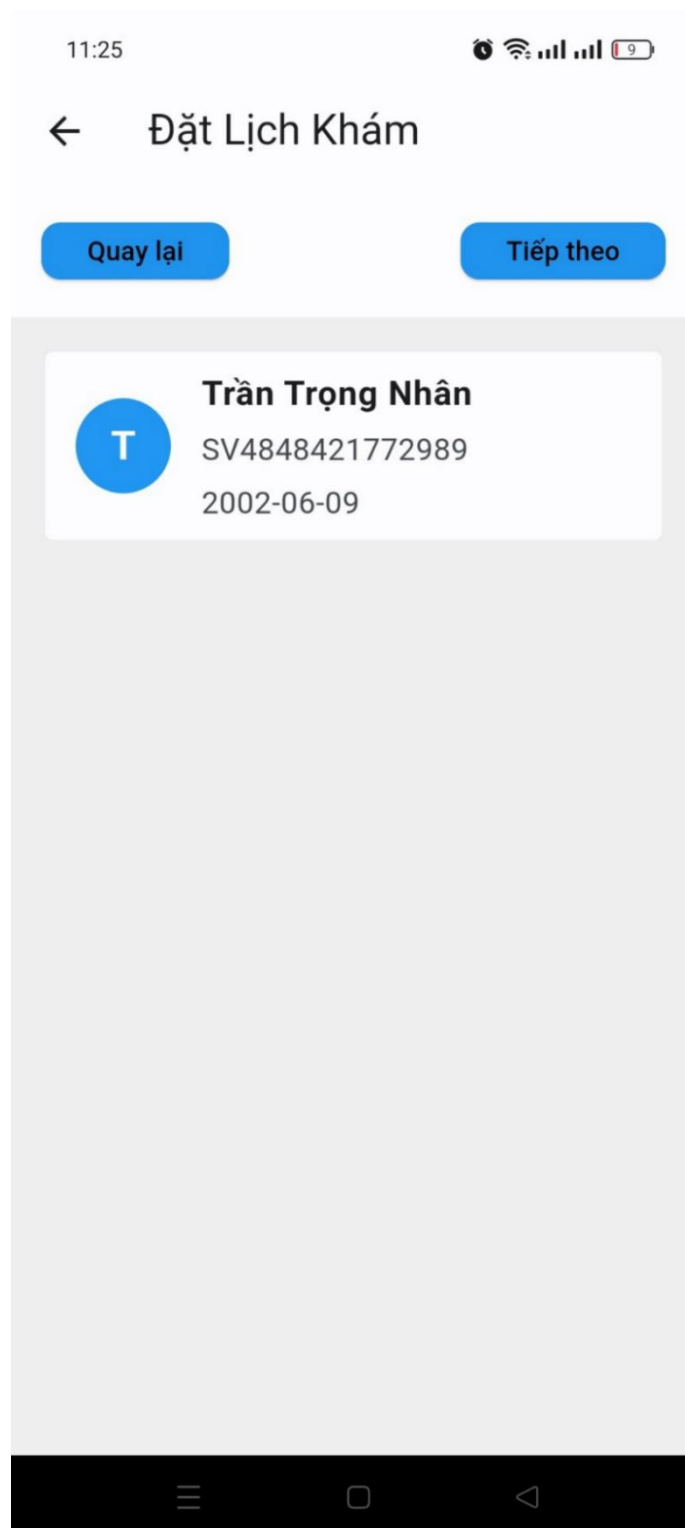 11:25 9
Đặt Lịch Khám
Quay lại Tiếp theo
T
Trần Trọng Nhân
SV4848421772989
2002-06-09